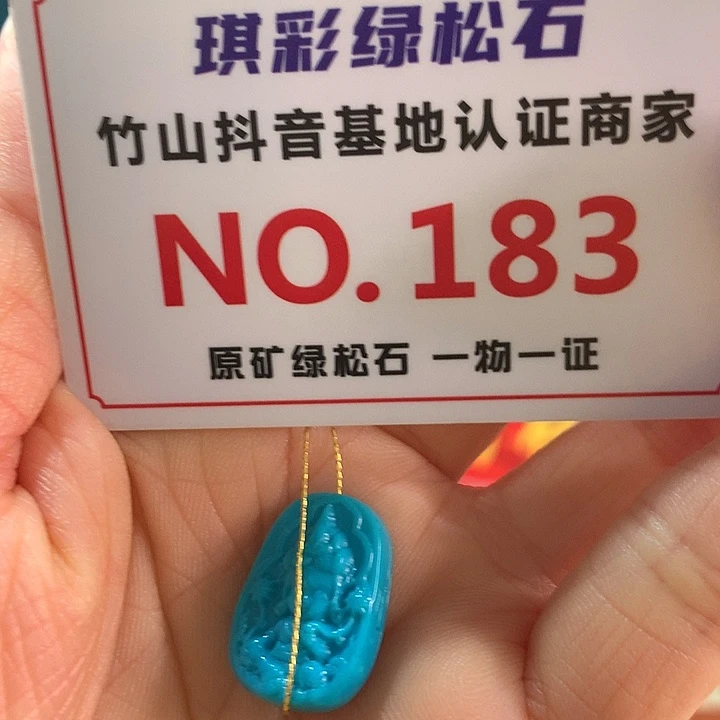 琪彩绿松石
竹山抖音基地认证商家
NO.183
原矿绿松石 一物一证